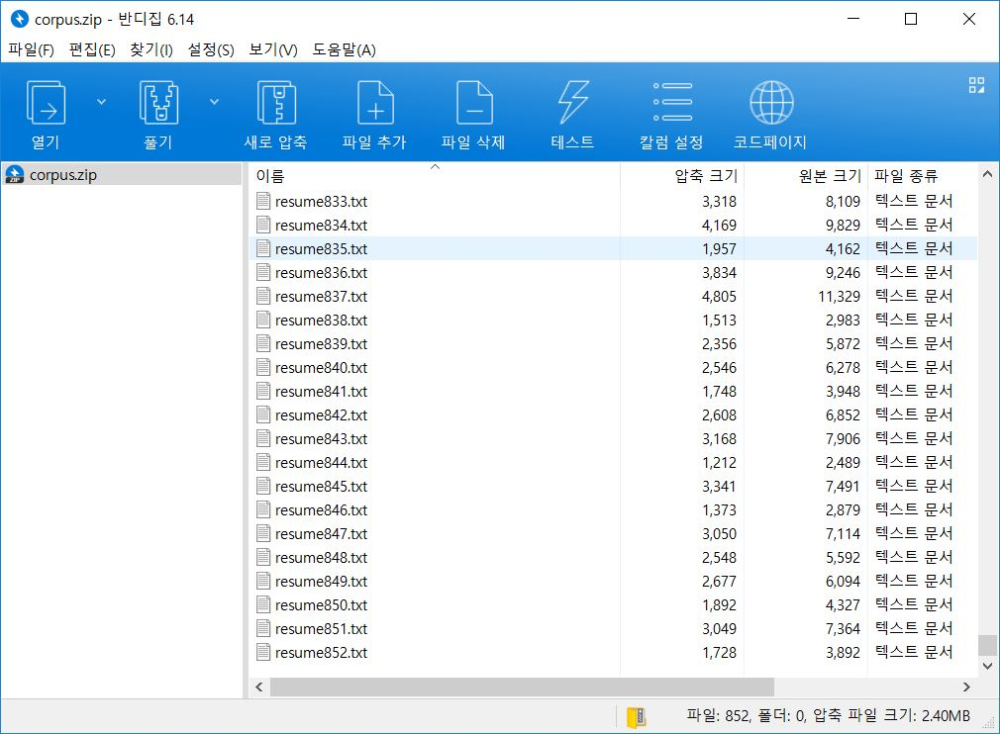 corpus.zip - 반디집 6.14
파일(F) 편집(E) 찾기(I) 설정(S) 보기(V) 도움말(A)
열기 풀기 새로 압축 파일 추가 파일 삭제 테스트 칼럼 설정 코드페이지
corpus.zip
이름 압축 크기 원본 크기 파일 종류
resume833.txt 3,318 8,109 텍스트 문서
resume834.txt 4,169 9,829 텍스트 문서
resume835.txt 1,957 4,162 텍스트 문서
resume836.txt 3,834 9,246 텍스트 문서
resume837.txt 4,805 11,329 텍스트 문서
resume838.txt 1,513 2,983 텍스트 문서
resume839.txt 2,356 5,872 텍스트 문서
resume840.txt 2,546 6,278 텍스트 문서
resume841.txt 1,748 3,948 텍스트 문서
resume842.txt 2,608 6,852 텍스트 문서
resume843.txt 3,168 7,906 텍스트 문서
resume844.txt 1,212 2,489 텍스트 문서
resume845.txt 3,341 7,491 텍스트 문서
resume846.txt 1,373 2,879 텍스트 문서
resume847.txt 3,050 7,114 텍스트 문서
resume848.txt 2,548 5,592 텍스트 문서
resume849.txt 2,677 6,094 텍스트 문서
resume850.txt 1,892 4,327 텍스트 문서
resume851.txt 3,049 7,364 텍스트 문서
resume852.txt 1,728 3,892 텍스트 문서
파일: 852, 폴더: 0, 압축 파일 크기: 2.40MB